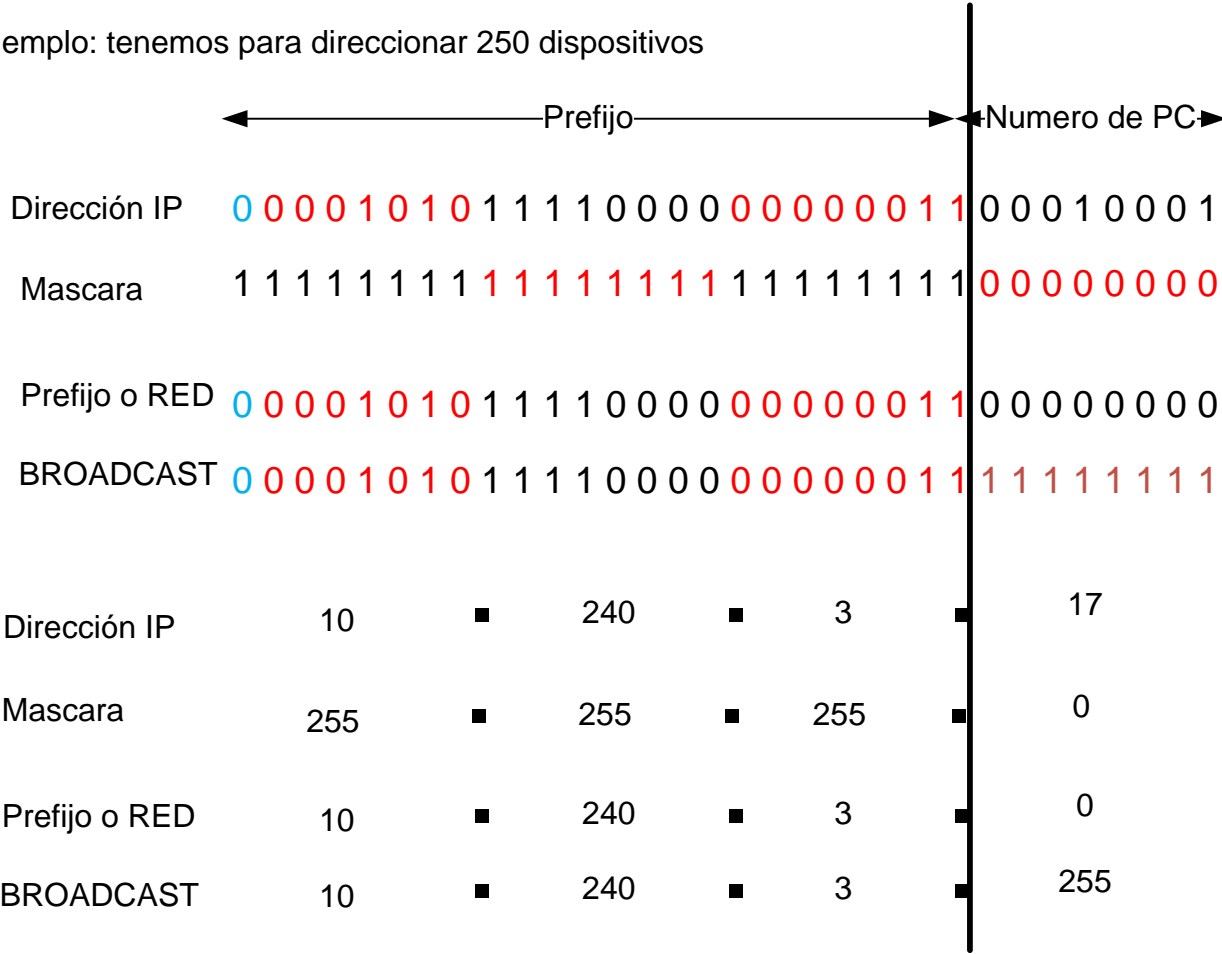 emplo: tenemos para direccionar 250 dispositivos
Prefijo Numero de PC
Dirección IP 0 0 0 0 1 0 1 0 1 1 1 1 0 0 0 0 0 0 0 0 0 0 1 1 0 0 0 1 0 0 0 1
Mascara 1 1 1 1 1 1 1 1 1 1 1 1 1 1 1 1 1 1 1 1 1 1 1 1 0 0 0 0 0 0 0 0
Prefijo o RED 0 0 0 0 1 0 1 0 1 1 1 1 0 0 0 0 0 0 0 0 0 0 1 1 0 0 0 0 0 0 0 0
BROADCAST 0 0 0 0 1 0 1 0 1 1 1 1 0 0 0 0 0 0 0 0 0 0 1 1 1 1 1 1 1 1 1 1
Dirección IP 10 . 240 . 3 . 17
Mascara 255 . 255 . 255 . 0
Prefijo o RED 10 . 240 . 3 . 0
BROADCAST 10 . 240 . 3 . 255